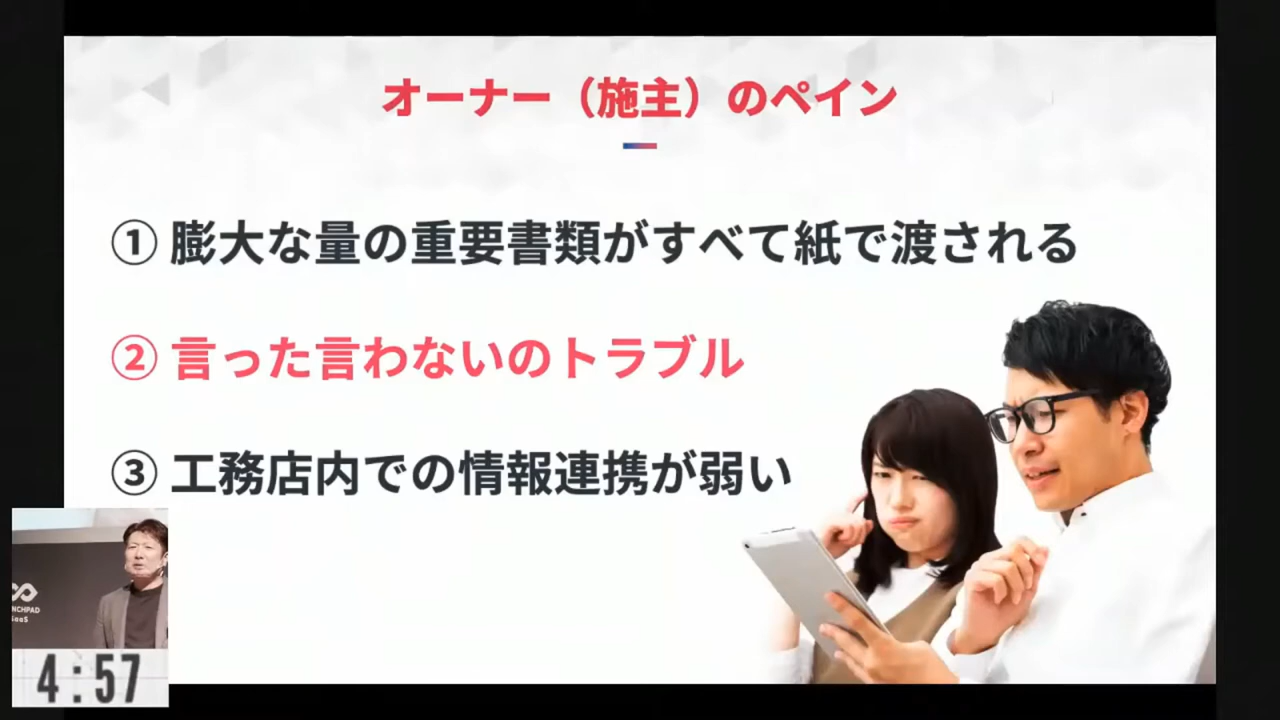 オーナー（施主）のペイン
① 膨大な量の重要書類がすべて紙で渡される
② 言った言わないのトラブル
③ 工務店内での情報連携が弱い
NCHPAD
SaaS
4:57